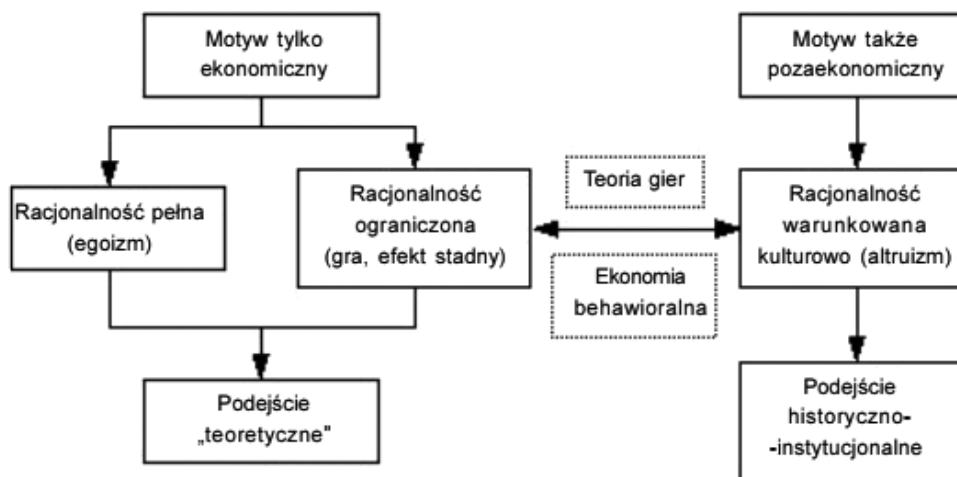 Motyw tylko
ekonomiczny
Motyw także
pozaekonomiczny
Racjonalność pełna
(egoizm)
Racjonalność
ograniczona
(gra, efekt stadny)
Teoria gier
Ekonomia
behawioralna
Racjonalność
warunkowana
kulturowo (altruizm)
Podejście
„teoretyczne"
Podejście
historyczno-
-instytucjonalne